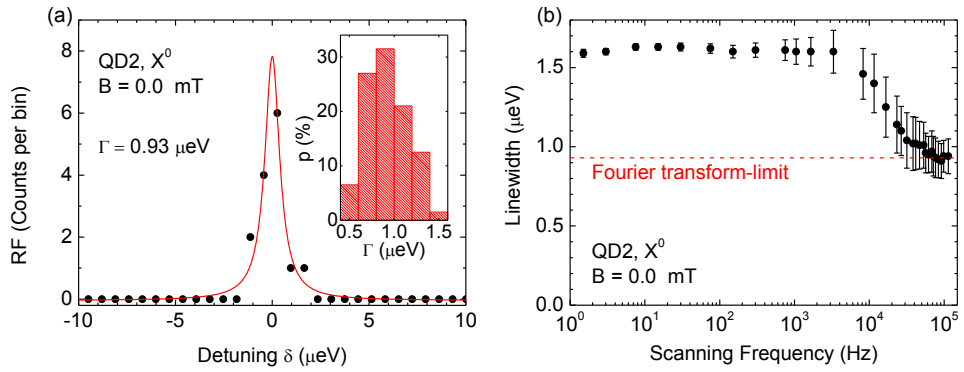 (a)
QD2, X⁰
B = 0.0 mT
Γ = 0.93 μeV
RF (Counts per bin)
8
6
4
2
0
-10 -5 0 5 10
Detuning δ (μeV)
p (%)
30
20
10
0
0.5 1.0 1.5
Γ (μeV)
(b)
Linewidth (μeV)
1.5
1.0
0.5
0.0
Fourier transform-limit
QD2, X⁰
B = 0.0 mT
10⁰ 10¹ 10² 10³ 10⁴ 10⁵
Scanning Frequency (Hz)